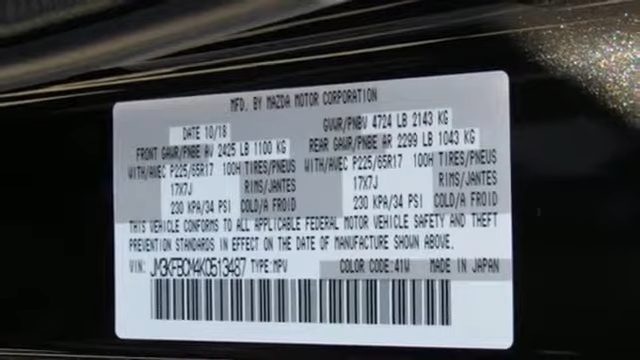 MFD. BY MAZDA MOTOR CORPORATION
DATE 10/18 GVWR/PNBV 4724 LB 2143 KG
FRONT GAWR/PNBE AV 2425 LB 1100 KG REAR GAWR/PNBE AR 2299 LB 1043 KG
WITH/AVEC P225/65R17 100H TIRES/PNEUS WITH/AVEC P225/65R17 100H TIRES/PNEUS
17X7J RIMS/JANTES 17X7J RIMS/JANTES
230 KPA/34 PSI COLD/A FROID 230 KPA/34 PSI COLD/A FROID
THIS VEHICLE CONFORMS TO ALL APPLICABLE FEDERAL MOTOR VEHICLE SAFETY AND THEFT
PREVENTION STANDARDS IN EFFECT ON THE DATE OF MANUFACTURE SHOWN ABOVE.
VIN: JM3KFBCM4K0513487 TYPE:MPV COLOR CODE:41W MADE IN JAPAN